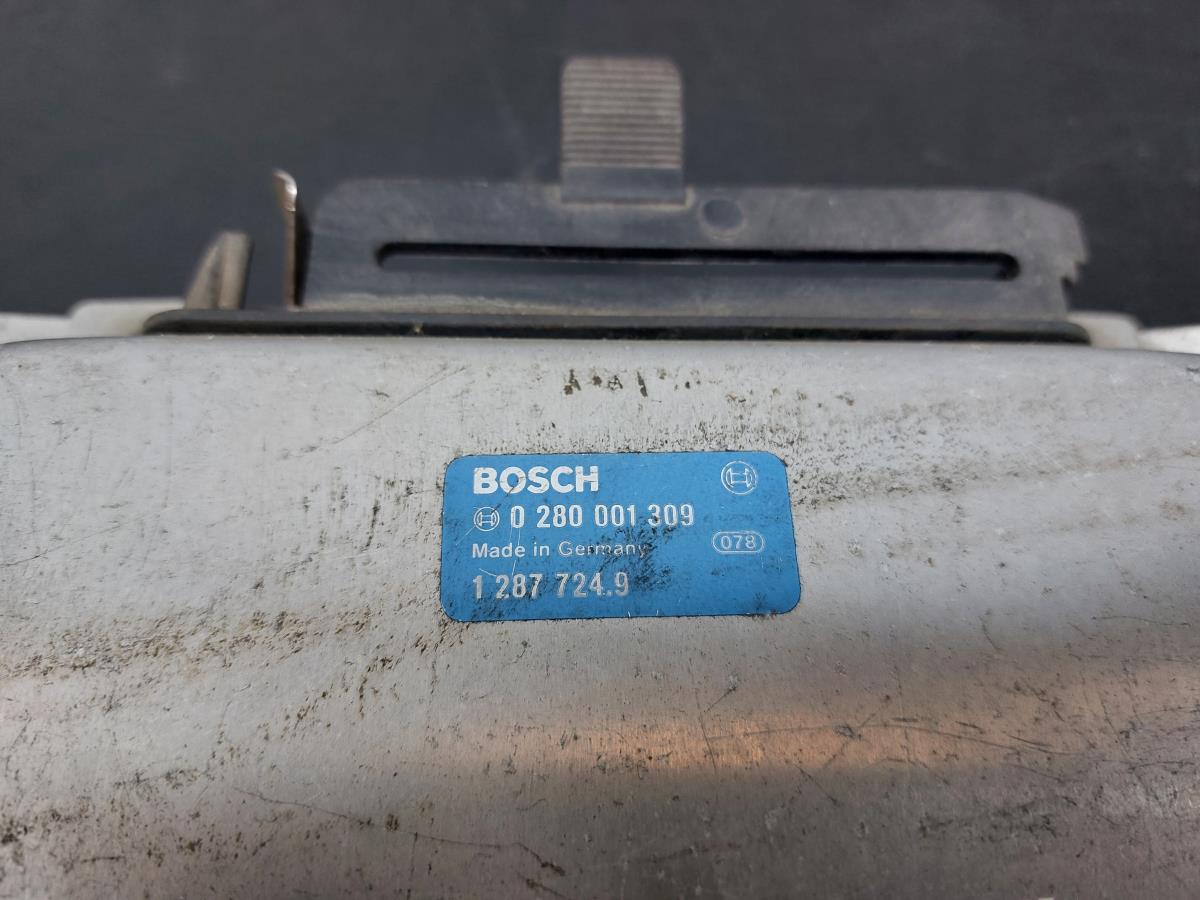 BOSCH
0 280 001 309
Made in Germany 078
1 287 724.9